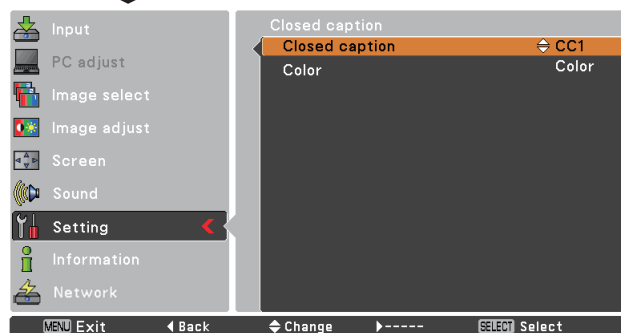 Input
PC adjust
Image select
Image adjust
Screen
Sound
Setting
Information
Network
Closed caption
Closed caption CC1
Color Color
MENU Exit Back Change ----- SELECT Select